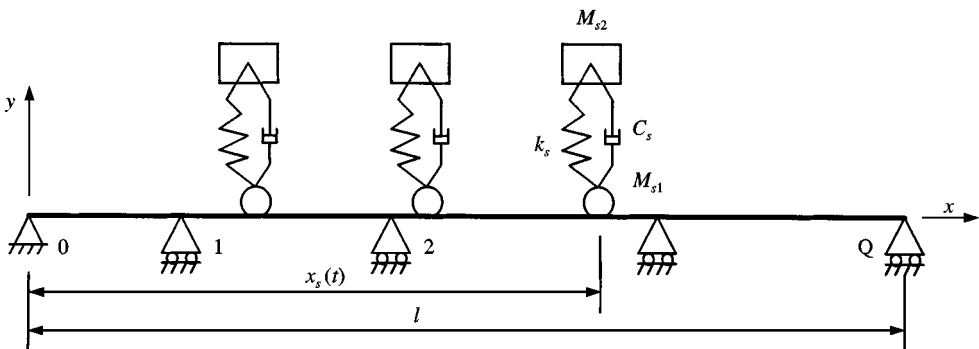 M_{s2}
y
C_s
k_s
M_{s1}
x
0
1
2
Q
x_s(t)
l